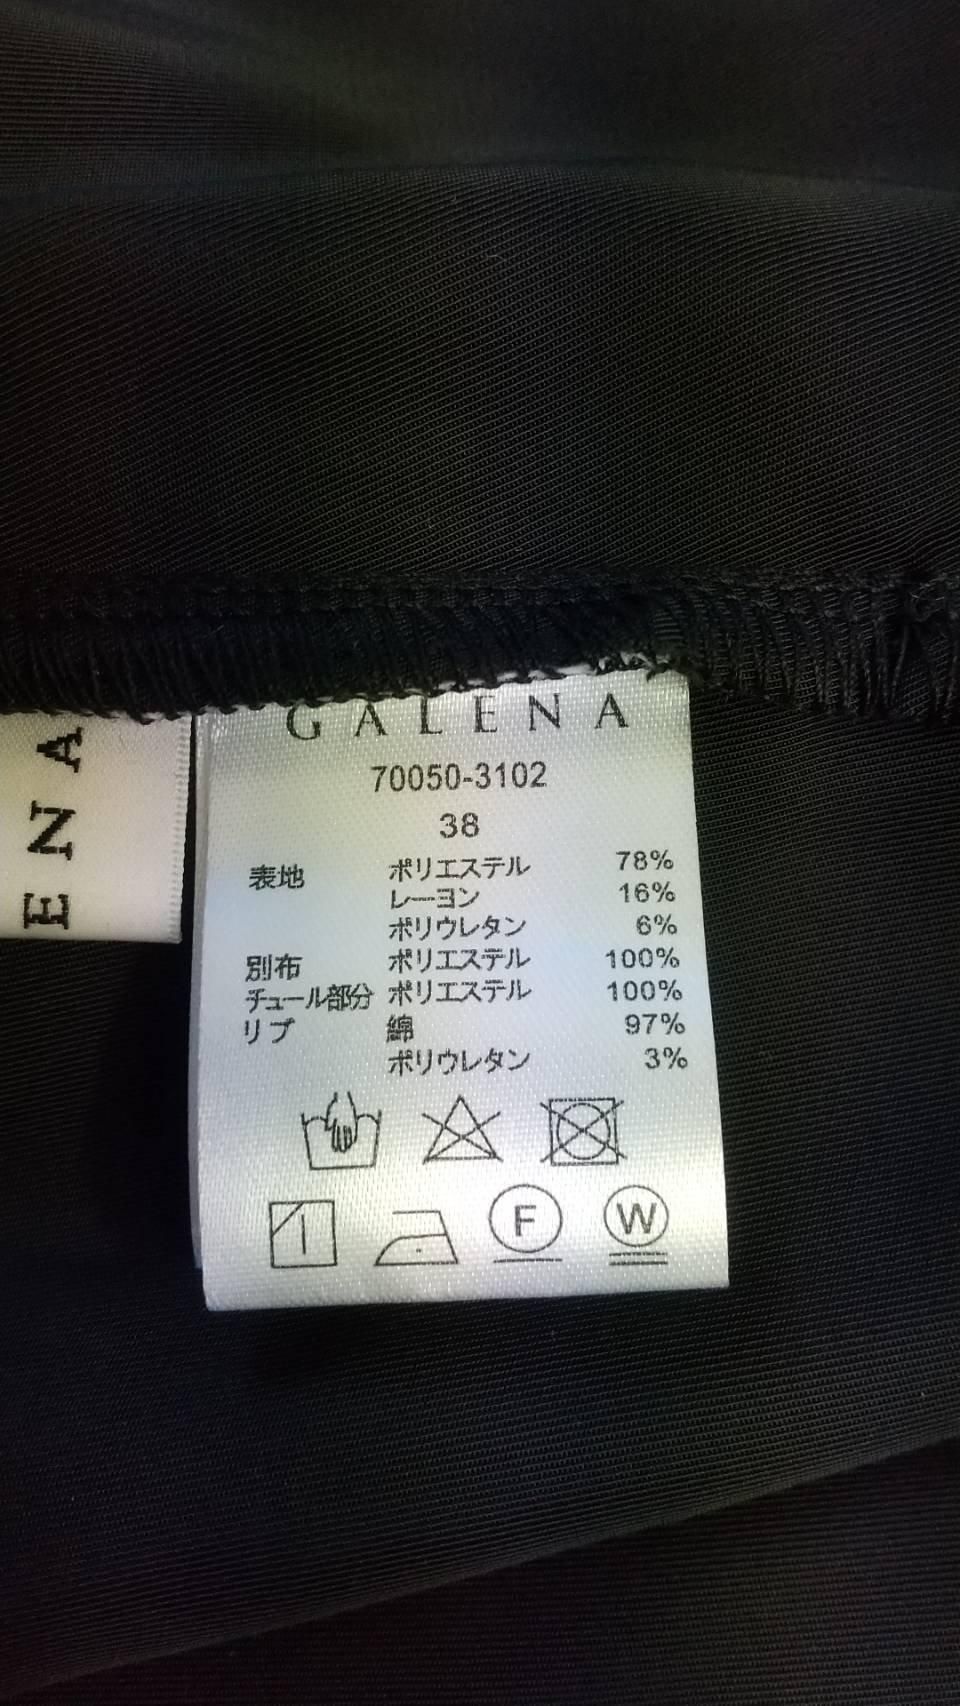 GALENA
70050-3102
38
表地 ポリエステル 78%
レーヨン 16%
ポリウレタン 6%
別布 ポリエステル 100%
チュール部分 ポリエステル 100%
リブ 綿 97%
ポリウレタン 3%
F W
ENA